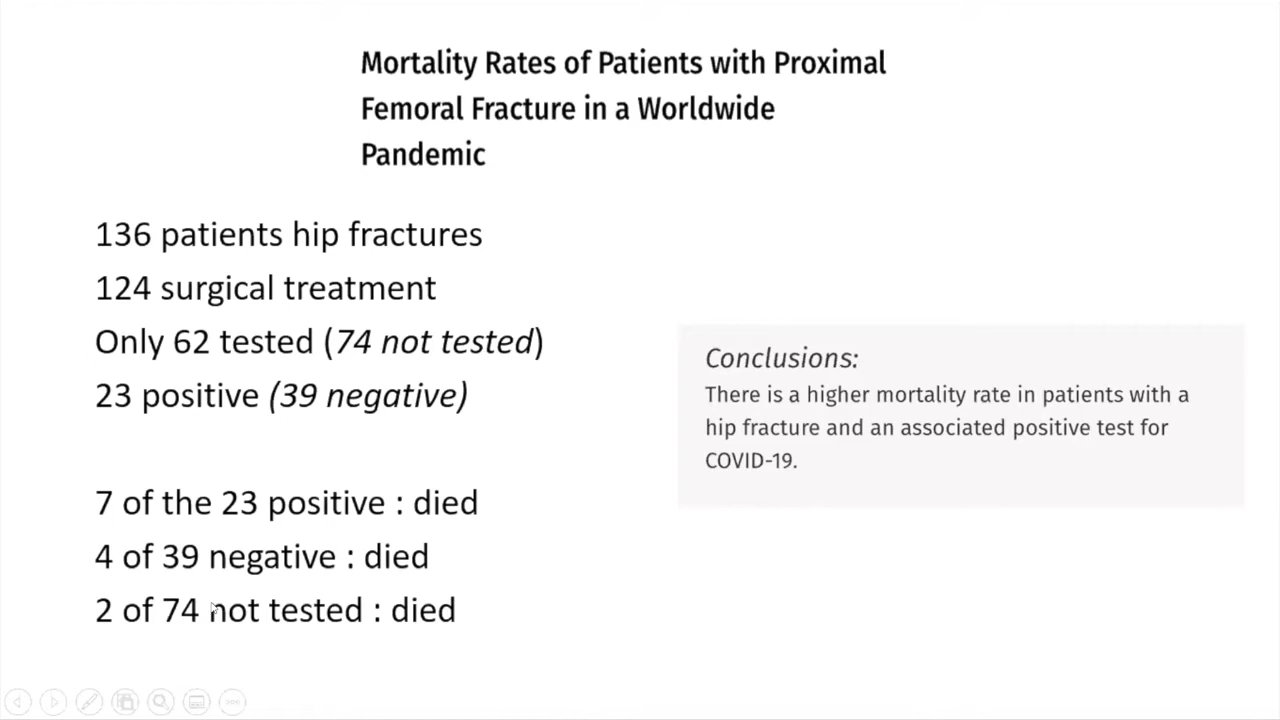 Mortality Rates of Patients with Proximal
Femoral Fracture in a Worldwide
Pandemic
136 patients hip fractures
124 surgical treatment
Only 62 tested (74 not tested)
23 positive (39 negative)
7 of the 23 positive : died
4 of 39 negative : died
2 of 74 not tested : died
Conclusions:
There is a higher mortality rate in patients with a
hip fracture and an associated positive test for
COVID-19.